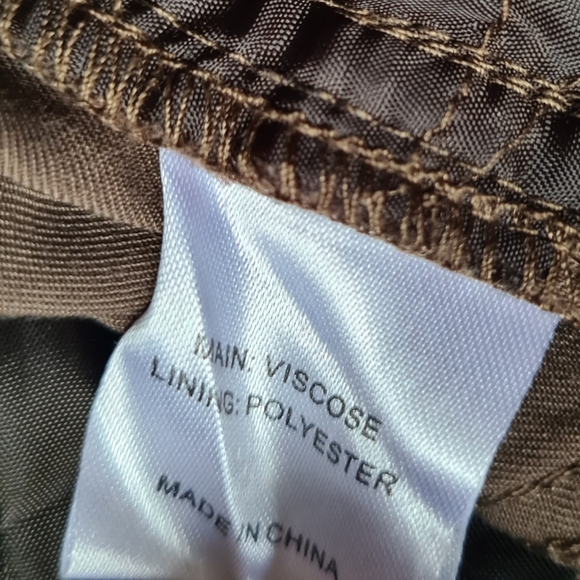 MAIN: VISCOSE
LINING: POLYESTER
MADE IN CHINA